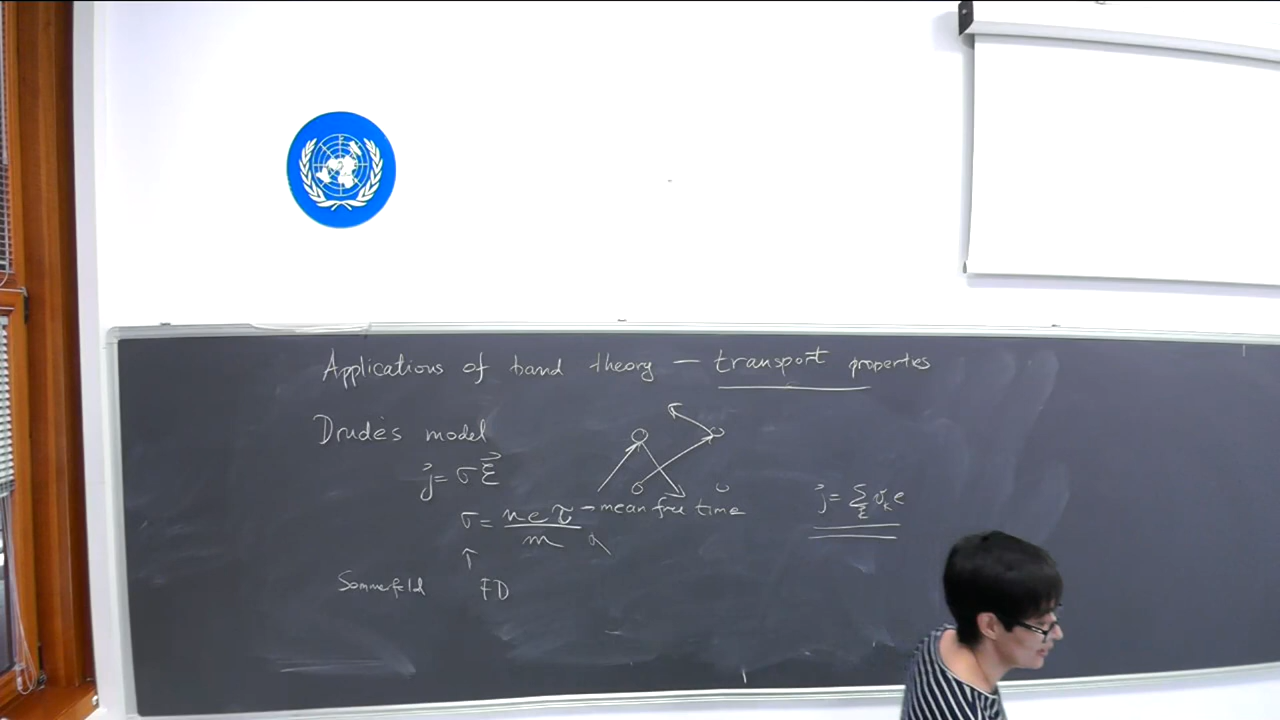 Applications of band theory — transport properties
Drude's model
j⃗ = σ ℰ⃗
σ = neτ / m — mean free time
↑
Sommerfeld FD
j⃗ = Σ_k⃗ v_k e